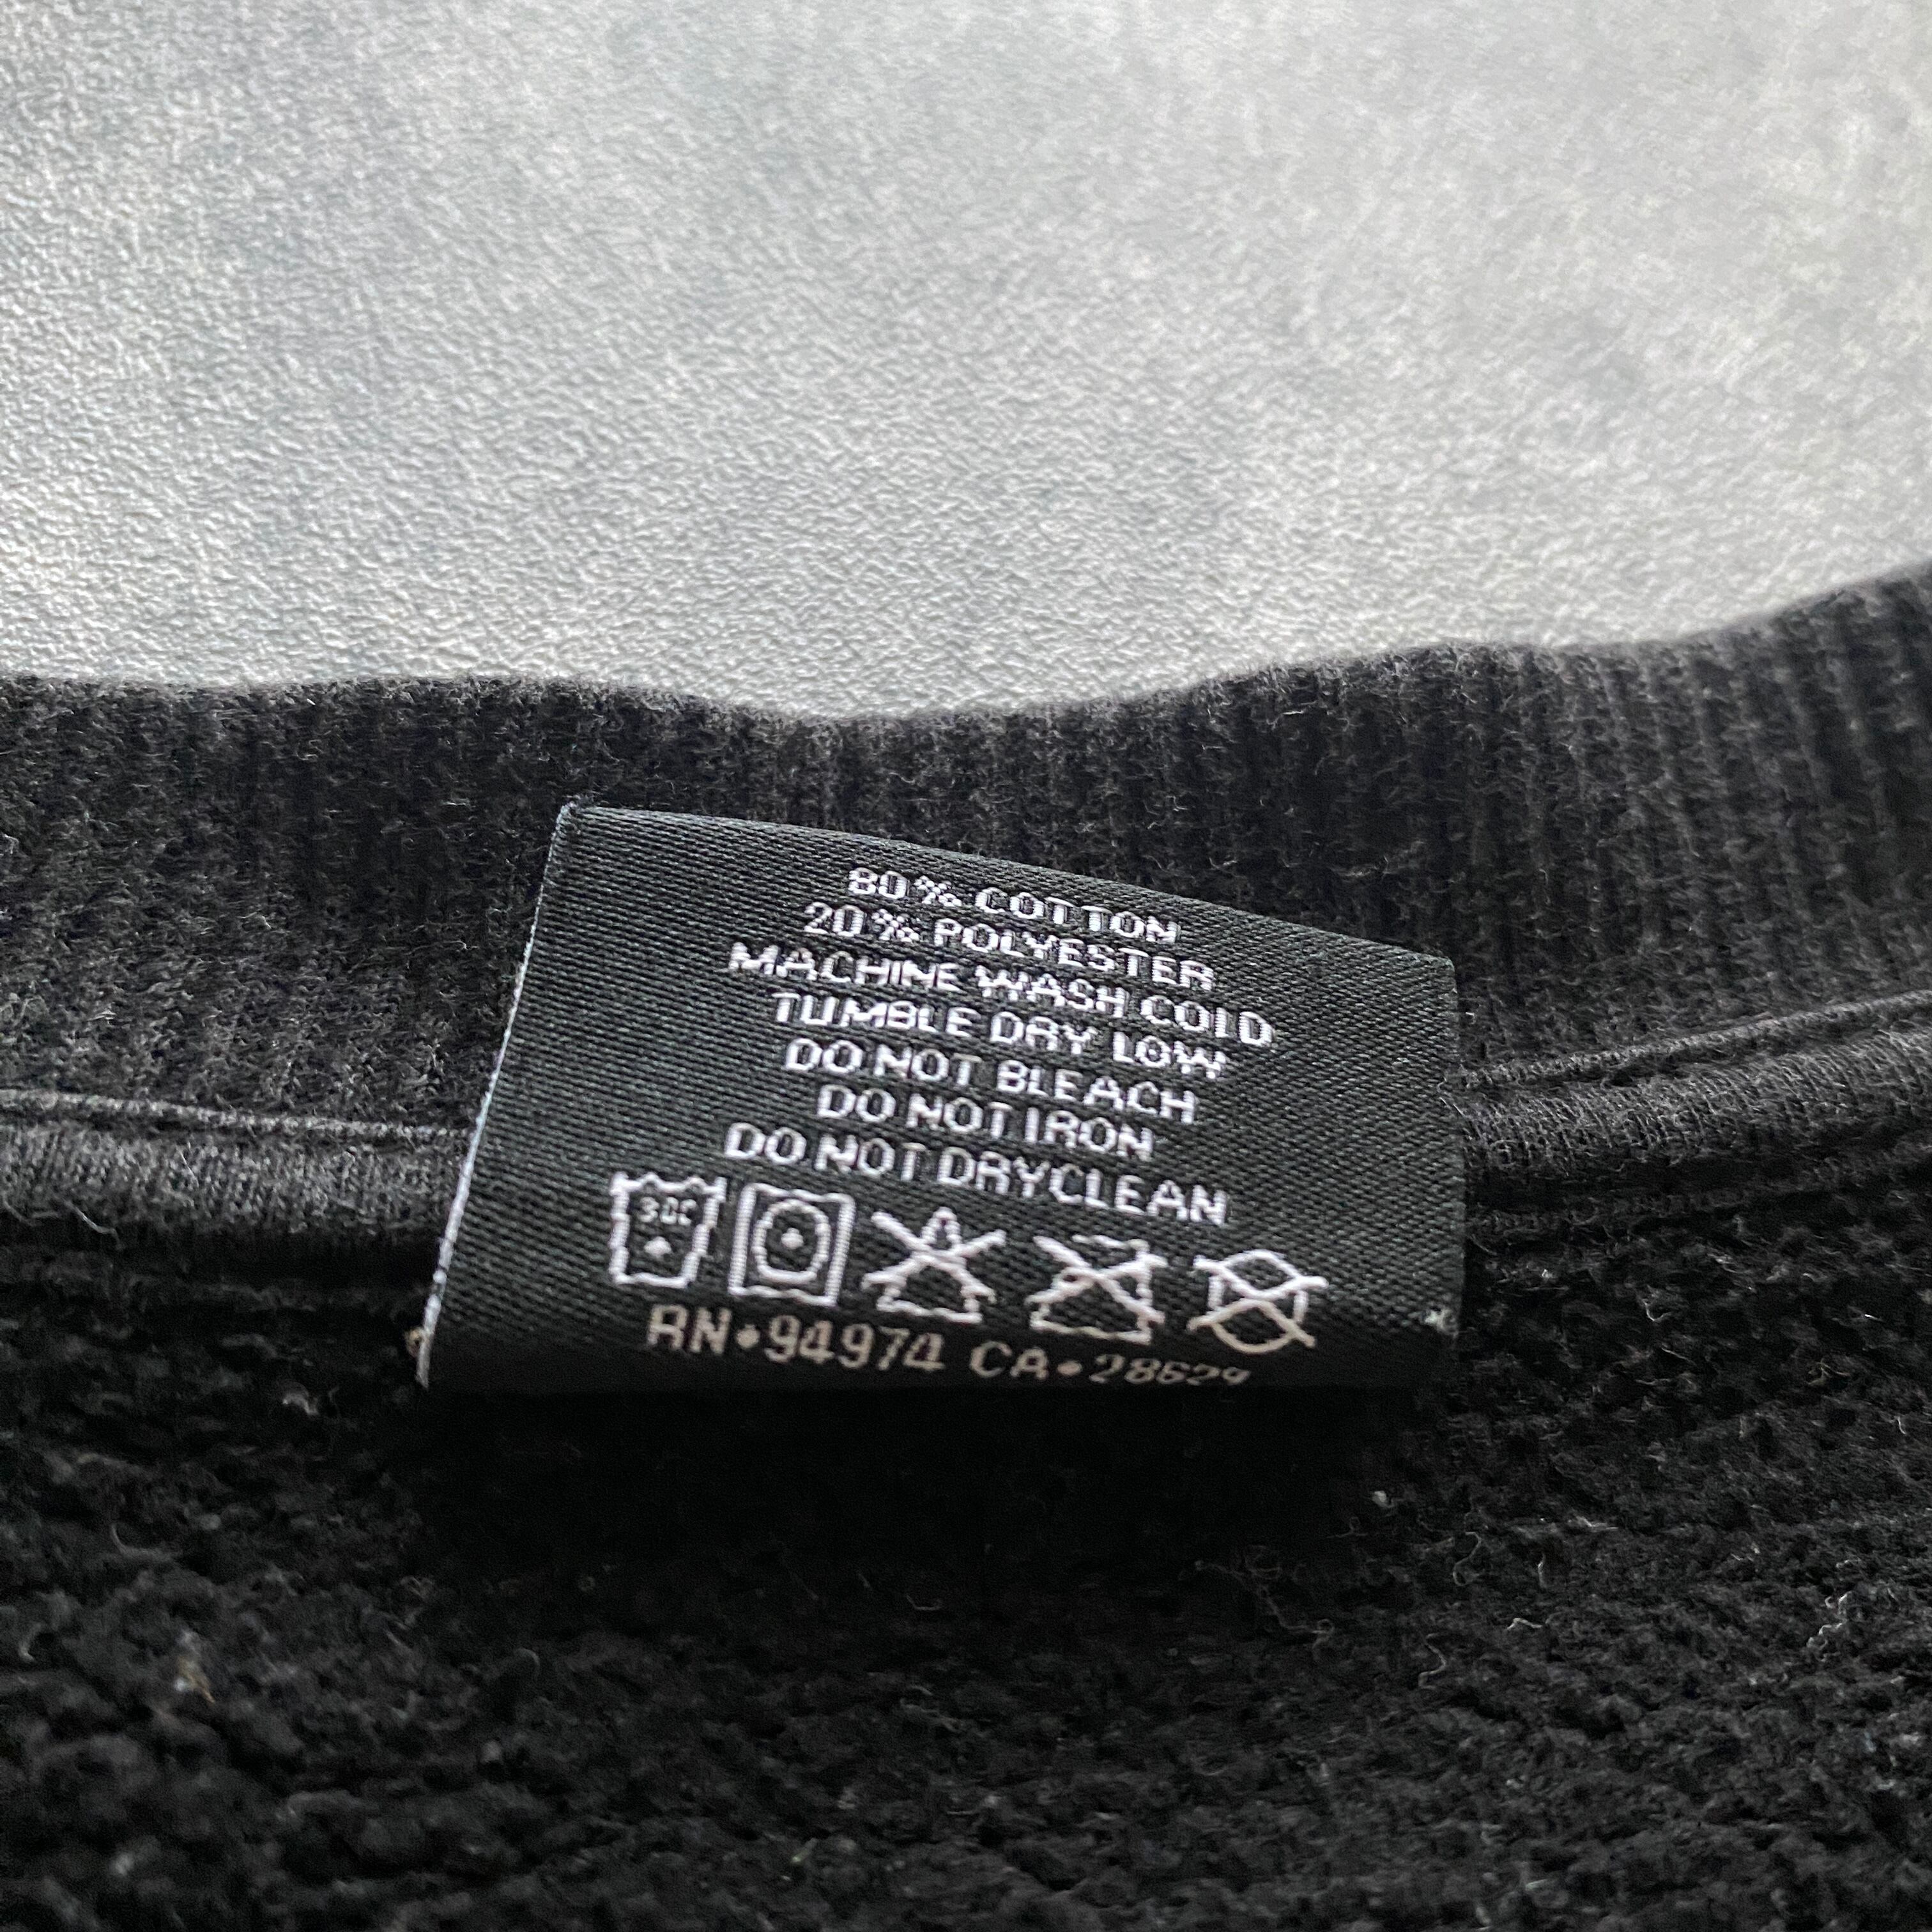 80% COTTON
20% POLYESTER
MACHINE WASH COLD
TUMBLE DRY LOW
DO NOT BLEACH
DO NOT IRON
DO NOT DRYCLEAN
30C
RN•94974 CA•28629